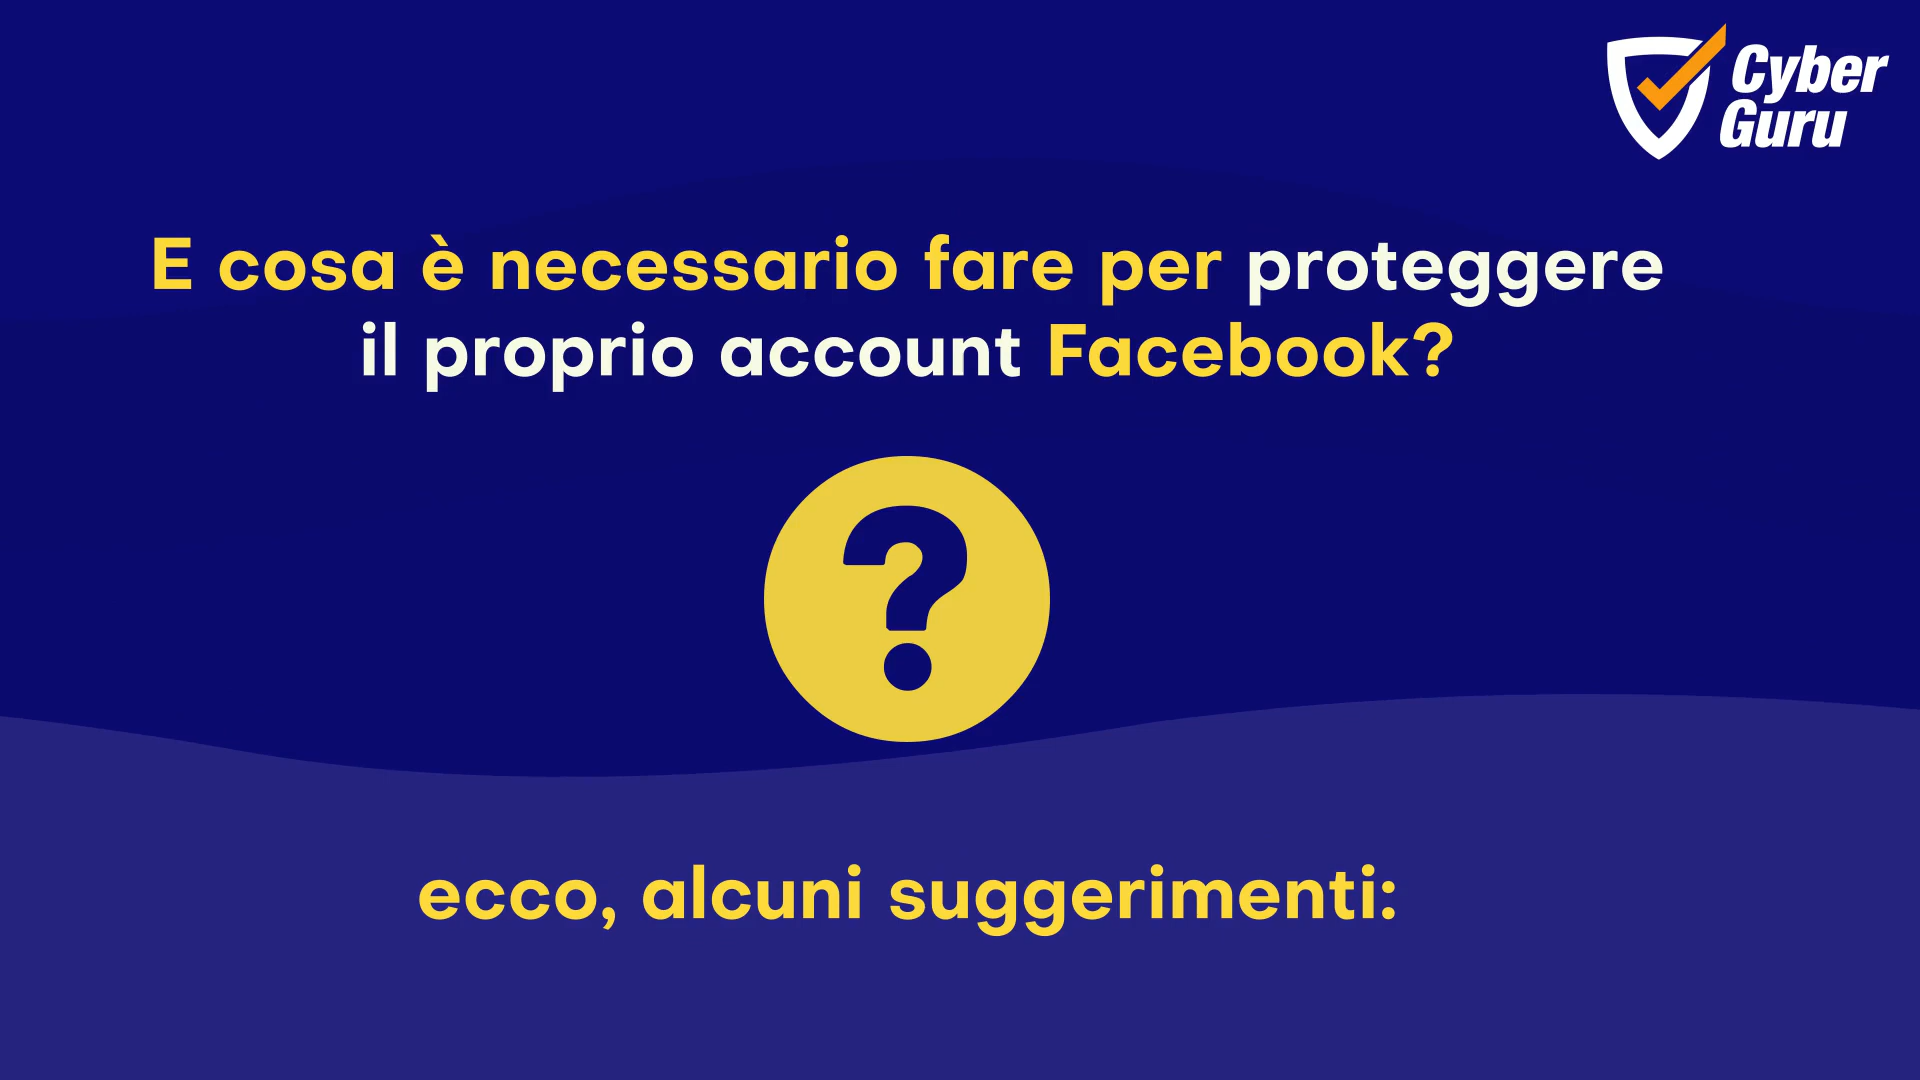 Cyber
Guru
E cosa è necessario fare per proteggere
il proprio account Facebook?
?
ecco, alcuni suggerimenti: